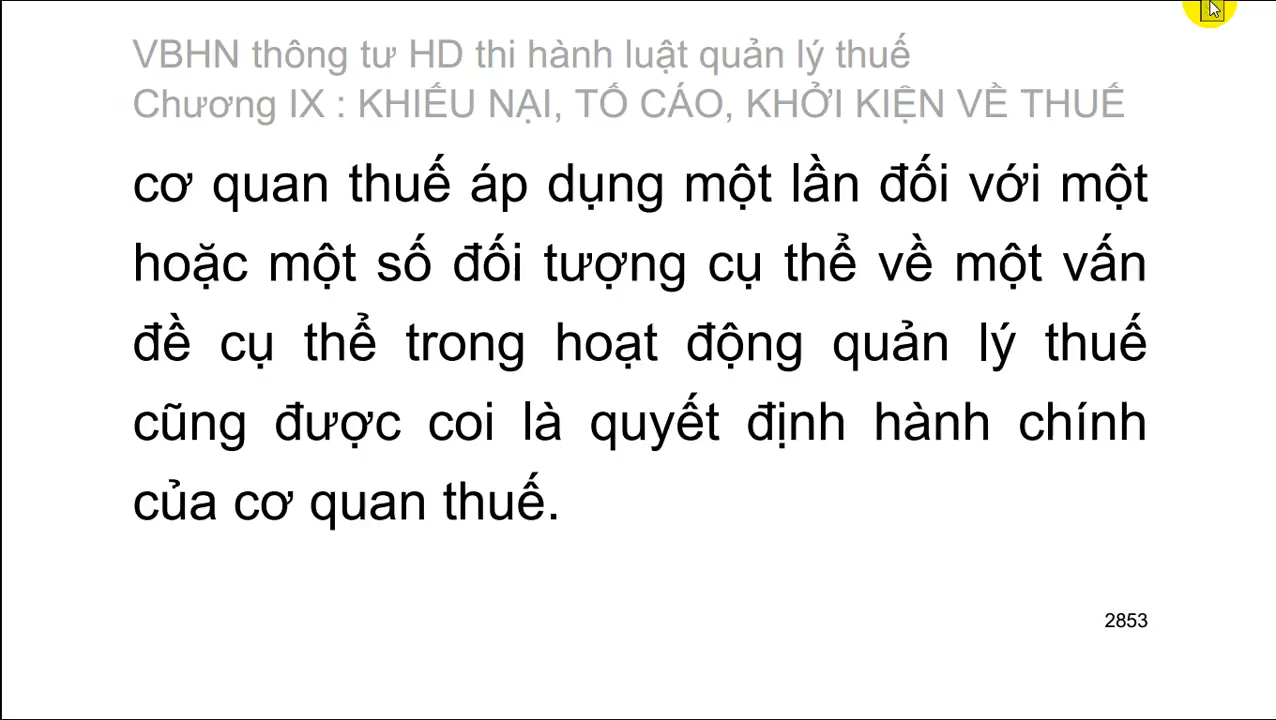 VBHN thông tư HD thi hành luật quản lý thuế
Chương IX : KHIẾU NẠI, TỐ CÁO, KHỞI KIỆN VỀ THUẾ
cơ quan thuế áp dụng một lần đối với một
hoặc một số đối tượng cụ thể về một vấn
đề cụ thể trong hoạt động quản lý thuế
cũng được coi là quyết định hành chính
của cơ quan thuế.
2853